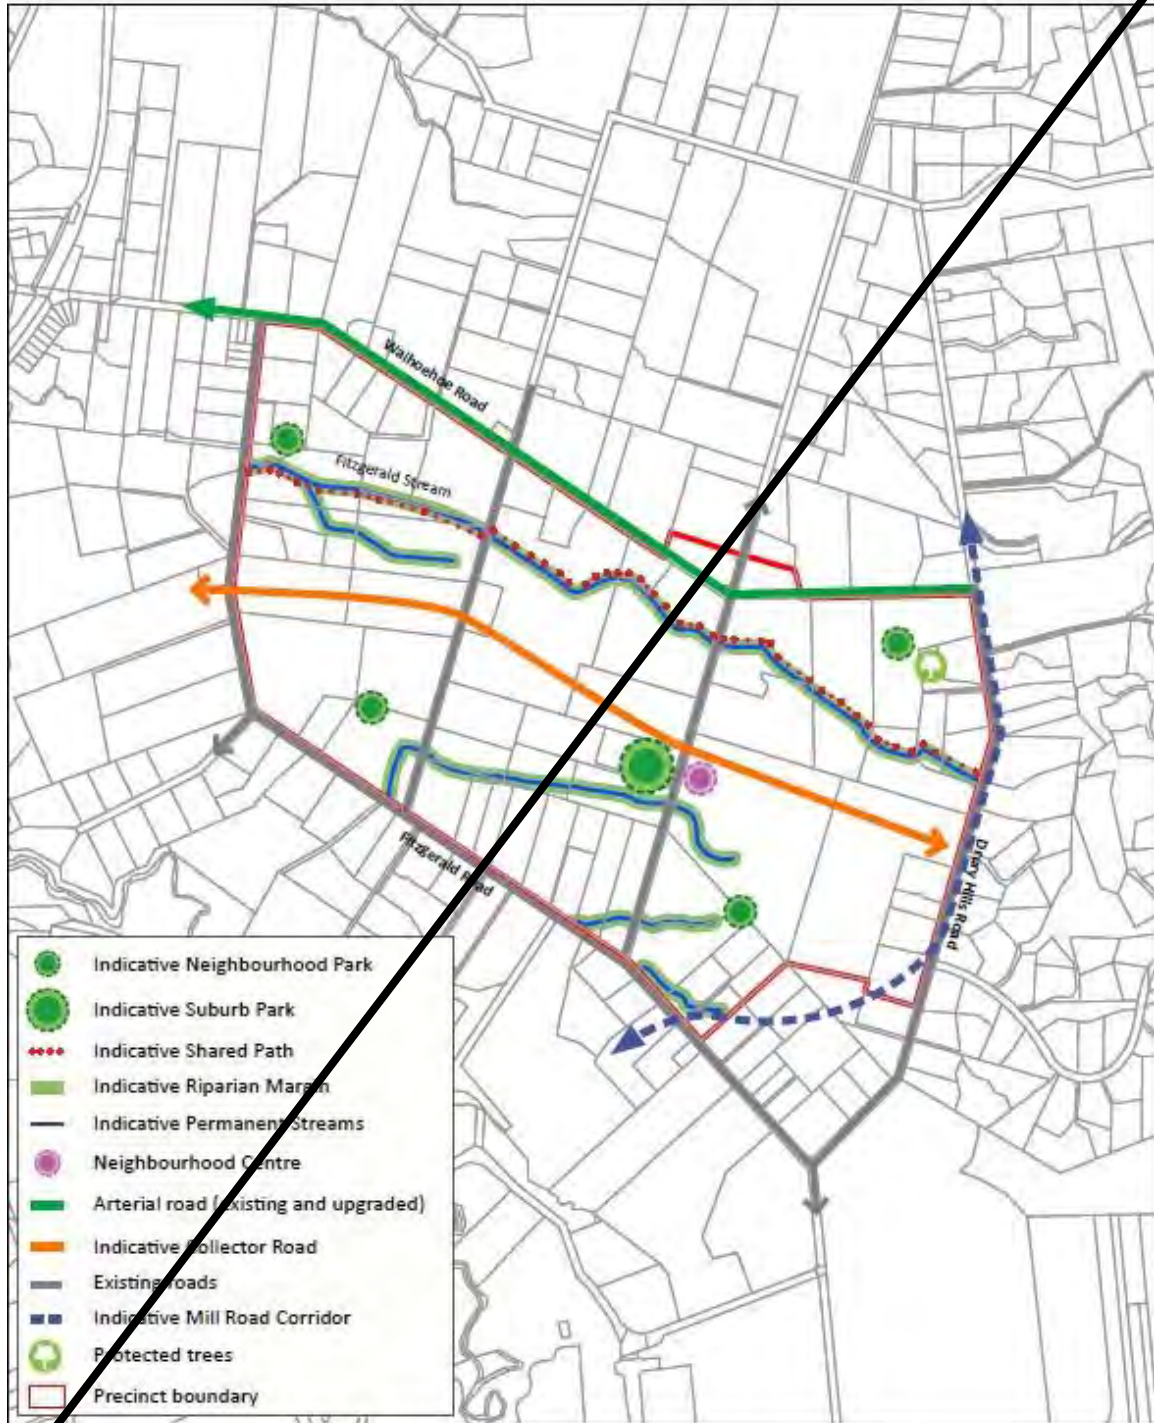 Waihoehoe Road
Fitzgerald Stream
Fitzgerald Road
Drury Hills Road
Indicative Neighbourhood Park
Indicative Suburb Park
Indicative Shared Path
Indicative Riparian Margin
Indicative Permanent Streams
Neighbourhood Centre
Arterial road (existing and upgraded)
Indicative Collector Road
Existing roads
Indicative Mill Road Corridor
Protected trees
Precinct boundary